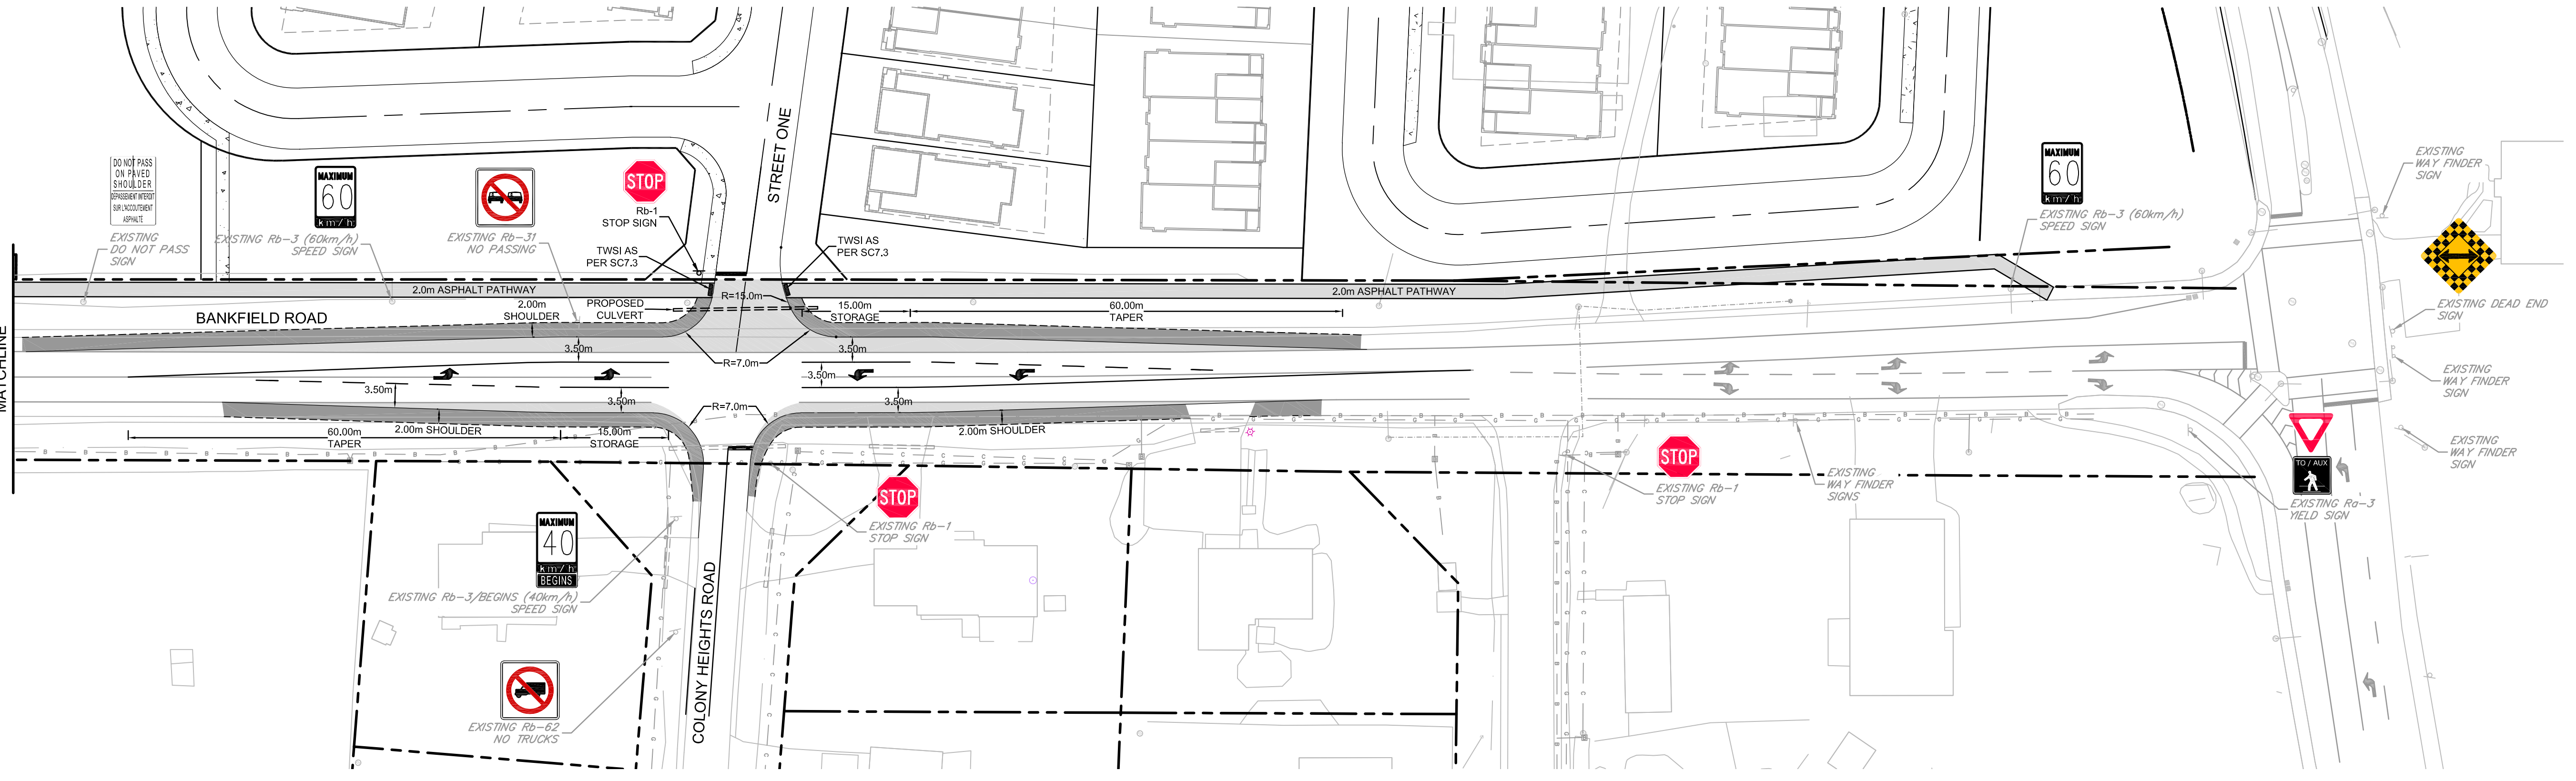 DO NOT PASS
ON PAVED
SHOULDER
DEPASSEMENT INTERDIT
SUR L'ACCOUTEMENT
ASPHALTE
EXISTING
DO NOT PASS
SIGN
MAXIMUM
60
km/h
EXISTING Rb-3 (60km/h)
SPEED SIGN
EXISTING Rb-31
NO PASSING
STOP
Rb-1
STOP SIGN
TWSI AS
PER SC7.3
STREET ONE
TWSI AS
PER SC7.3
MAXIMUM
60
km/h
EXISTING Rb-3 (60km/h)
SPEED SIGN
EXISTING
WAY FINDER
SIGN
EXISTING DEAD END
SIGN
EXISTING
WAY FINDER
SIGN
EXISTING
WAY FINDER
SIGN
MATCHLINE
2.0m ASPHALT PATHWAY
2.0m ASPHALT PATHWAY
BANKFIELD ROAD
2.00m
SHOULDER
PROPOSED
CULVERT
R=15.0m
15.00m
STORAGE
60.00m
TAPER
3.50m
R=7.0m
3.50m
3.50m
3.50m
3.50m
R=7.0m
3.50m
60.00m
TAPER
2.00m SHOULDER
15.00m
STORAGE
2.00m SHOULDER
STOP
EXISTING Rb-1
STOP SIGN
STOP
EXISTING Rb-1
STOP SIGN
EXISTING
WAY FINDER
SIGNS
TO / AUX
EXISTING Ra-3
YIELD SIGN
MAXIMUM
40
km/h
BEGINS
EXISTING Rb-3/BEGINS (40km/h)
SPEED SIGN
COLONY HEIGHTS ROAD
EXISTING Rb-62
NO TRUCKS